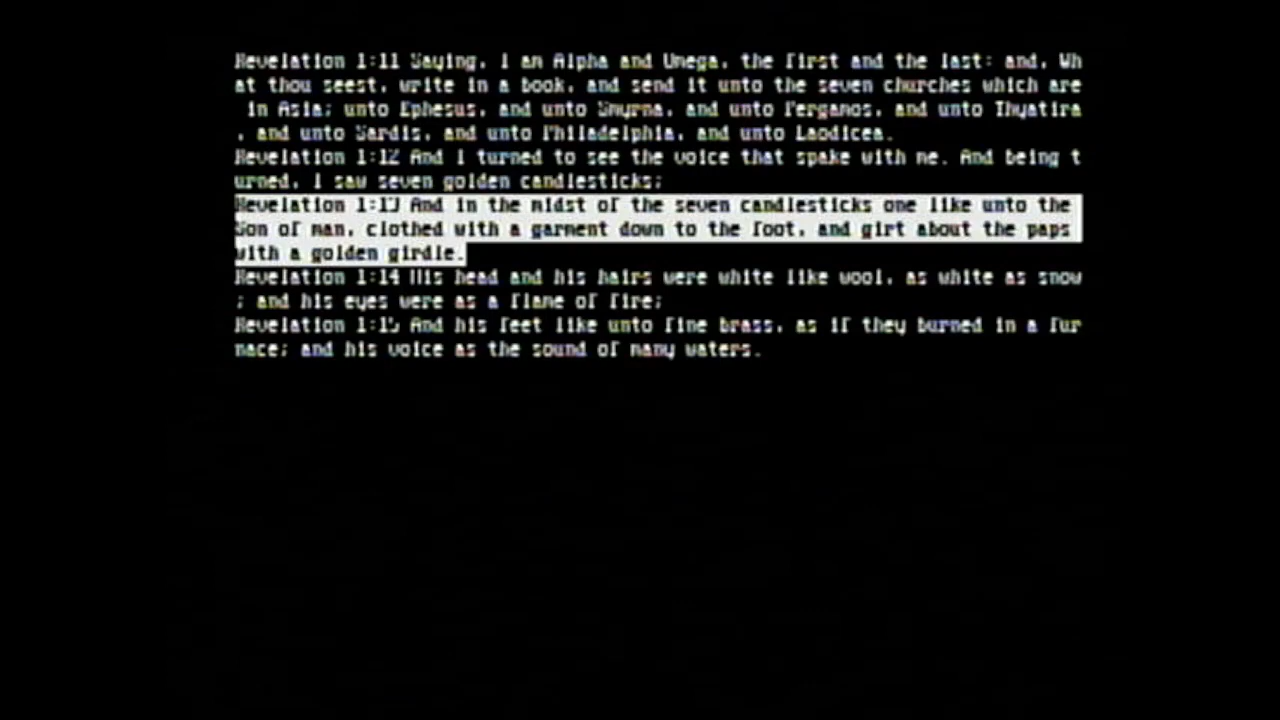 Revelation 1:11 Saying, I am Alpha and Omega, the first and the last: and, Wh
at thou seest, write in a book, and send it unto the seven churches which are
 in Asia; unto Ephesus, and unto Smyrna, and unto Pergamos, and unto Thyatira
, and unto Sardis, and unto Philadelphia, and unto Laodicea.
Revelation 1:12 And I turned to see the voice that spake with me. And being t
urned, I saw seven golden candlesticks;
Revelation 1:13 And in the midst of the seven candlesticks one like unto the
Son of man, clothed with a garment down to the foot, and girt about the paps
with a golden girdle.
Revelation 1:14 His head and his hairs were white like wool, as white as snow
; and his eyes were as a flame of fire;
Revelation 1:15 And his feet like unto fine brass, as if they burned in a fur
nace; and his voice as the sound of many waters.